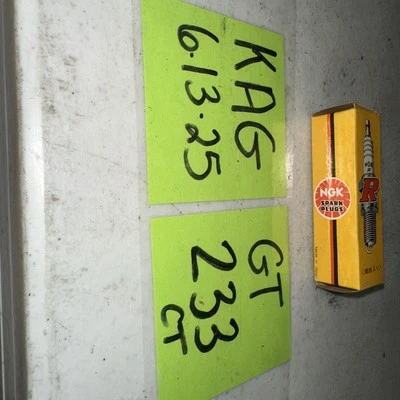 KAG
6·13·25
GT
233
CT
NGK
SPARK
PLUGS
R